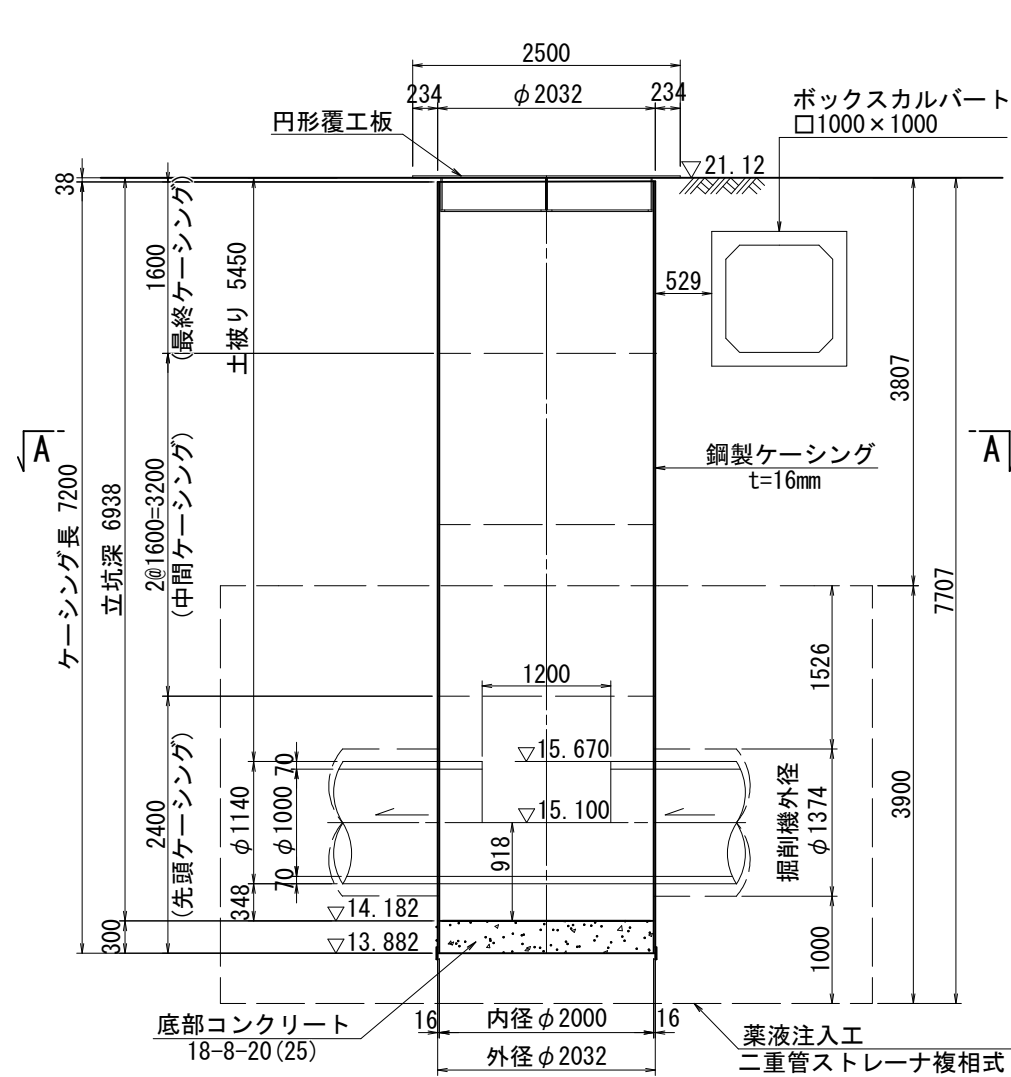 2500
234
φ2032
234
円形覆工板
ボックスカルバート
□1000×1000
21.12
38
1600
(最終ケーシング)
土被り 5450
529
3807
A
A
鋼製ケーシング
t=16mm
ケーシング長 7200
立坑深 6938
2@1600=3200
(中間ケーシング)
7707
1200
1526
15.670
70
15.100
2400
(先頭ケーシング)
φ1140
φ1000
918
掘削機外径
φ1374
3900
70
348
14.182
300
13.882
1000
底部コンクリート
18-8-20(25)
16
内径φ2000
16
外径φ2032
薬液注入工
二重管ストレーナ複相式